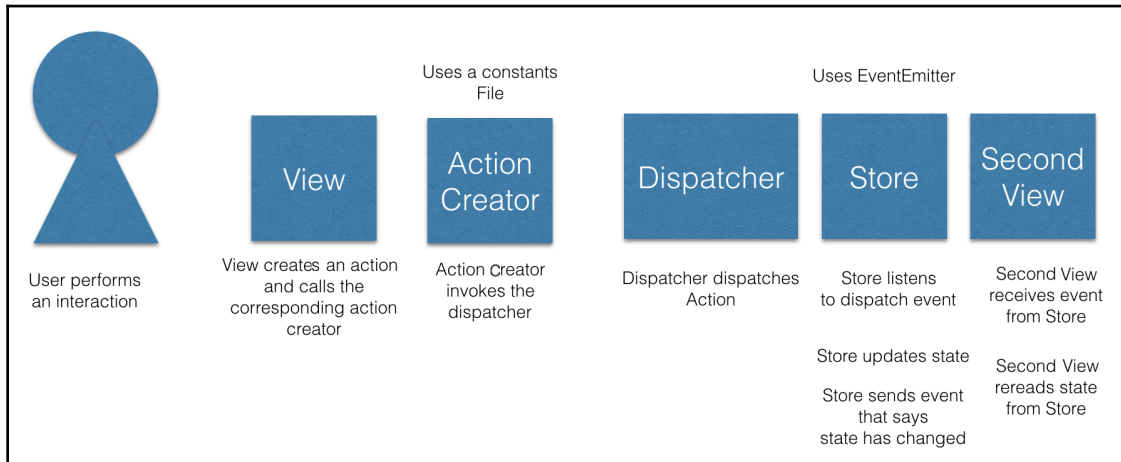 Uses a constants
File
Uses EventEmitter
View
Action
Creator
Dispatcher
Store
Second
View
User performs
an interaction
View creates an action
and calls the
corresponding action
creator
Action Creator
invokes the
dispatcher
Dispatcher dispatches
Action
Store listens
to dispatch event
Store updates state
Store sends event
that says
state has changed
Second View
receives event
from Store
Second View
rereads state
from Store